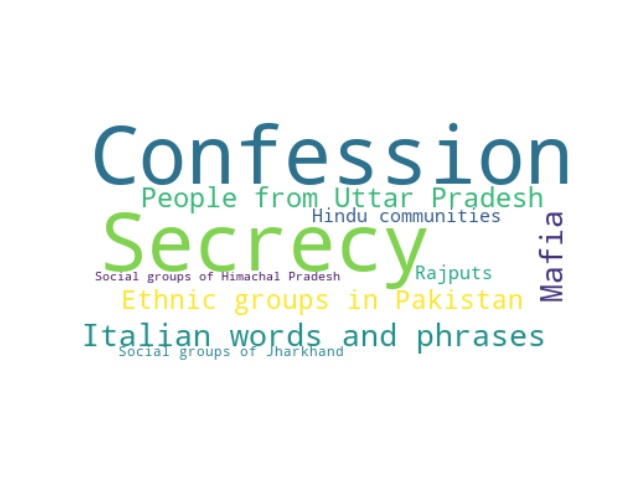 Confession
People from Uttar Pradesh
Hindu communities
Secrecy
Mafia
Social groups of Himachal Pradesh
Rajputs
Ethnic groups in Pakistan
Italian words and phrases
Social groups of Jharkhand